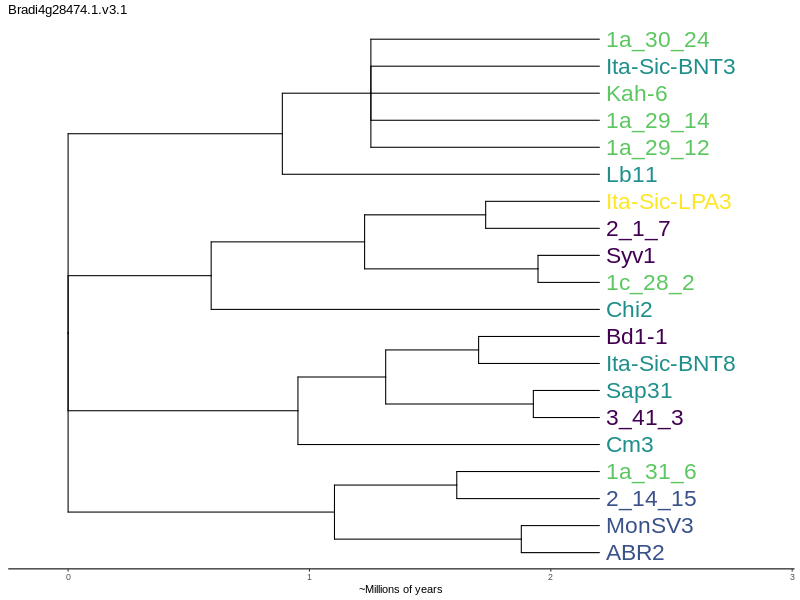 Bradi4g28474.1.v3.1
1a_30_24
Ita-Sic-BNT3
Kah-6
1a_29_14
1a_29_12
Lb11
Ita-Sic-LPA3
2_1_7
Syv1
1c_28_2
Chi2
Bd1-1
Ita-Sic-BNT8
Sap31
3_41_3
Cm3
1a_31_6
2_14_15
MonSV3
ABR2
0 1 2 3
~Millions of years